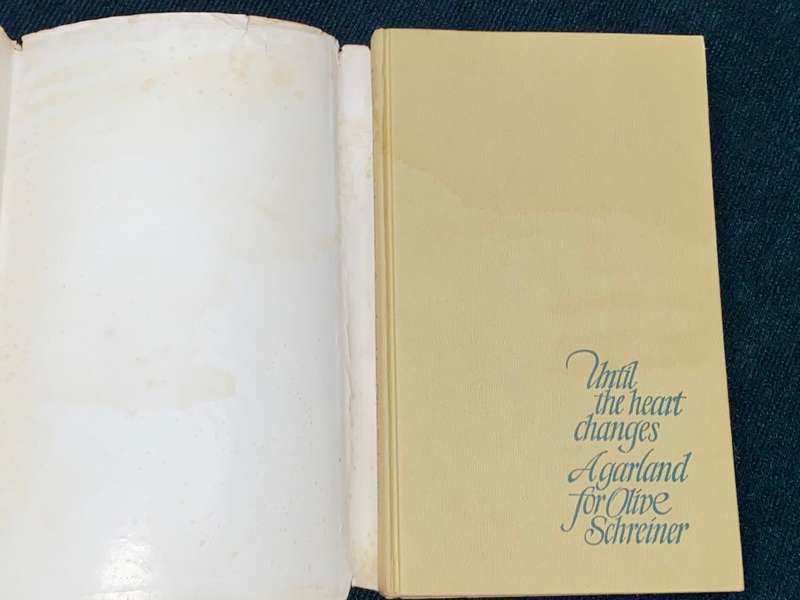 Until
the heart
changes
A garland
for Olive
Schreiner